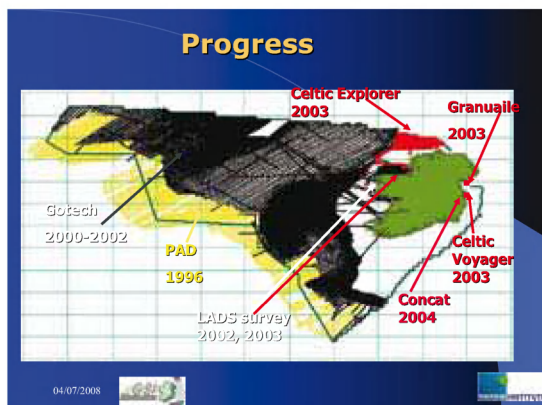 Progress
Celtic Explorer
2003
Granuaile
2003
Gotech
2000-2002
PAD
1996
Celtic
Voyager
2003
Concat
2004
LADS survey
2002, 2003
04/07/2008